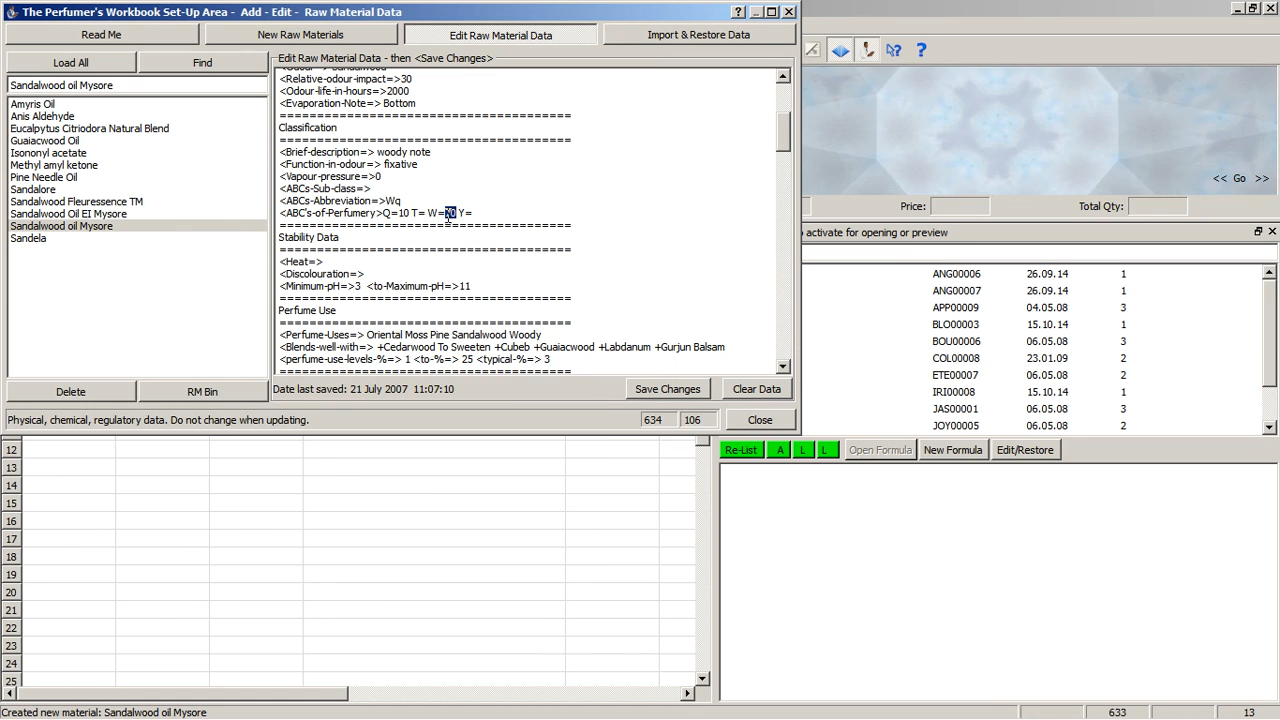 The Perfumer's Workbook Set-Up Area - Add - Edit - Raw Material Data
Read Me
New Raw Materials
Edit Raw Material Data
Import & Restore Data
Load All
Find
Edit Raw Material Data - then <Save Changes>
Sandalwood oil Mysore
Amyris Oil
Anis Aldehyde
Eucalpytus Citriodora Natural Blend
Guaiacwood Oil
Isononyl acetate
Methyl amyl ketone
Pine Needle Oil
Sandalore
Sandalwood Fleuressence TM
Sandalwood Oil EI Mysore
Sandalwood oil Mysore
Sandela
<Relative-odour-impact=>30
<Odour-life-in-hours=>2000
<Evaporation-Note=> Bottom
========================================
Classification
========================================
<Brief-description=> woody note
<Function-in-odour=> fixative
<Vapour-pressure=>0
<ABCs-Sub-class=>
<ABCs-Abbreviation=>Wq
<ABC's-of-Perfumery>Q=10 T= W= Y=
========================================
Stability Data
========================================
<Heat=>
<Discolouration=>
<Minimum-pH=>3 <to-Maximum-pH=>11
========================================
Perfume Use
========================================
<Perfume-Uses=> Oriental Moss Pine Sandalwood Woody
<Blends-well-with=> +Cedarwood To Sweeten +Cubeb +Guaiacwood +Labdanum +Gurjun Balsam
<perfume-use-levels-%=> 1 <to-%=> 25 <typical-%=> 3
========================================
Delete
RM Bin
Date last saved: 21 July 2007 11:07:10
Save Changes
Clear Data
Physical, chemical, regulatory data. Do not change when updating.
634
106
Close
<< Go >>
Price:
Total Qty:
o activate for opening or preview
ANG00006 26.09.14 1
ANG00007 26.09.14 1
APP00009 04.05.08 3
BLO00003 15.10.14 1
BOU00006 06.05.08 3
COL00008 23.01.09 2
ETE00007 06.05.08 2
IRI00008 15.10.14 1
JAS00001 06.05.08 3
JOY00005 06.05.08 2
Re-List
A
L
L
Open Formula
New Formula
Edit/Restore
12
13
14
15
16
17
18
19
20
21
22
23
24
25
Created new material: Sandalwood oil Mysore
633
13